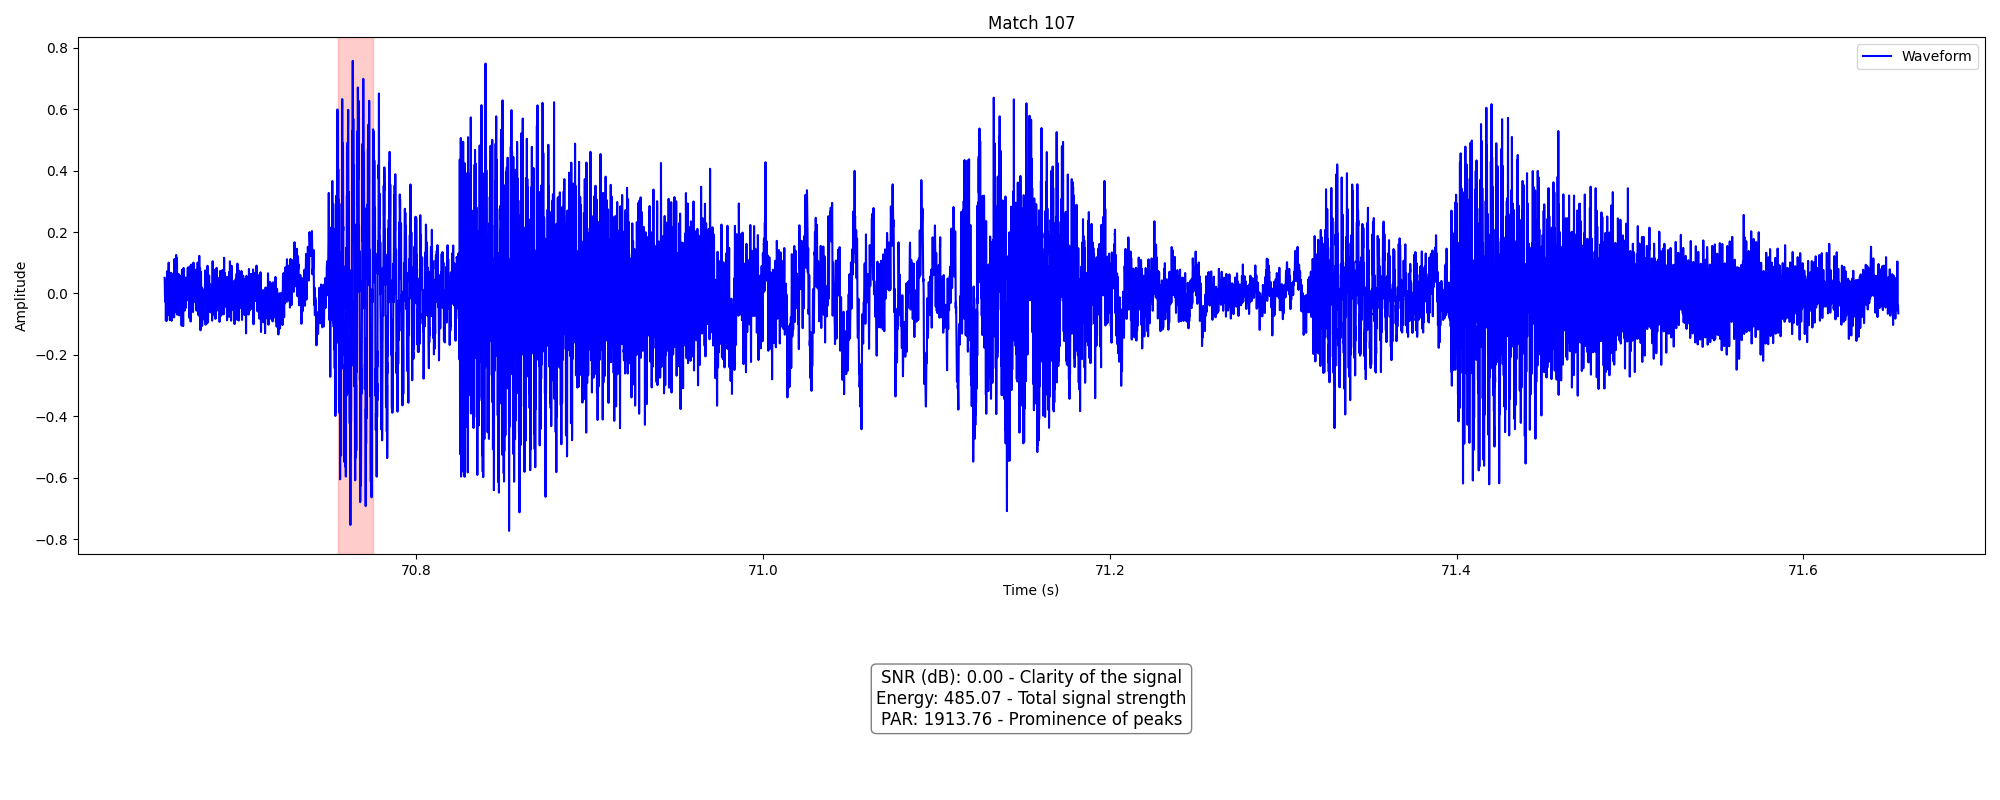 Match 107
Waveform
0.8
0.6
0.4
0.2
0.0
−0.2
−0.4
−0.6
−0.8
Amplitude
70.8 71.0 71.2 71.4 71.6
Time (s)
SNR (dB): 0.00 - Clarity of the signal
Energy: 485.07 - Total signal strength
PAR: 1913.76 - Prominence of peaks